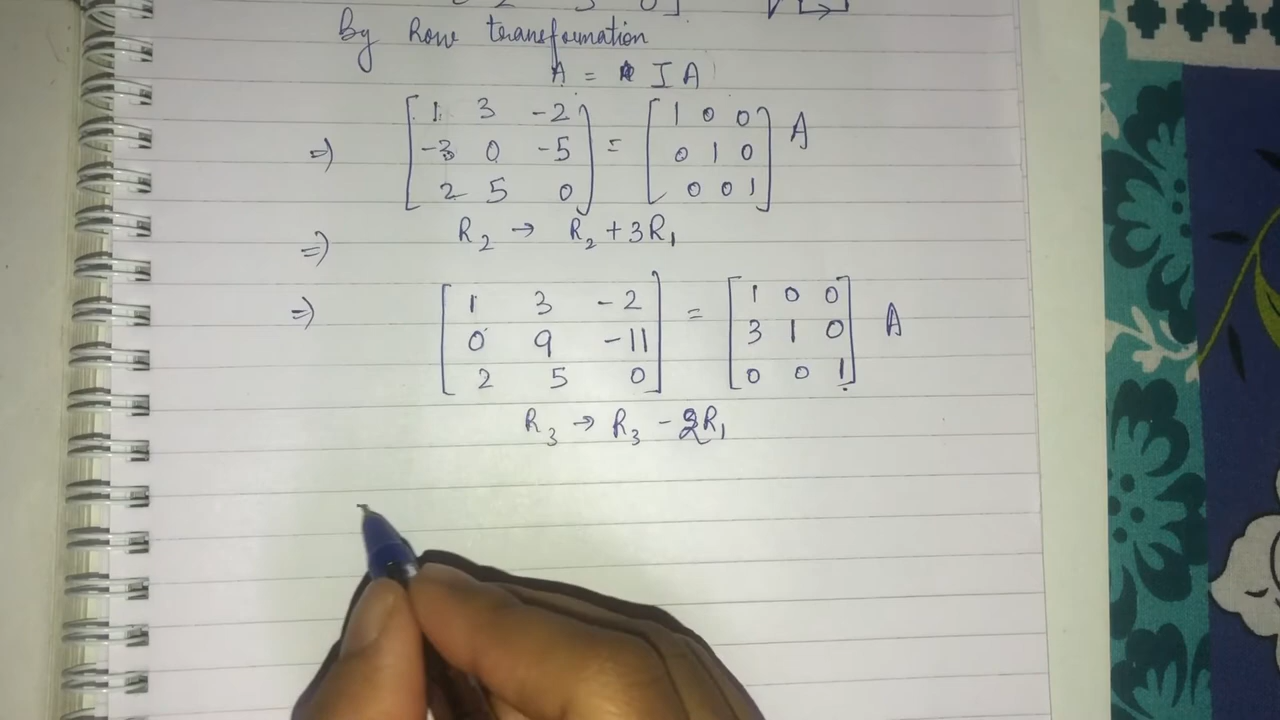 By Row transformation
A = I A
⇒) [ 1 3 -2 ] = [ 1 0 0 ] A
[ -3 0 -5 ] [ 0 1 0 ]
[ 2 5 0 ] [ 0 0 1 ]
⇒) R₂ → R₂ + 3R₁
⇒) [ 1 3 -2 ] = [ 1 0 0 ] A
[ 0 9 -11 ] [ 3 1 0 ]
[ 2 5 0 ] [ 0 0 1 ]
R₃ → R₃ - 2R₁